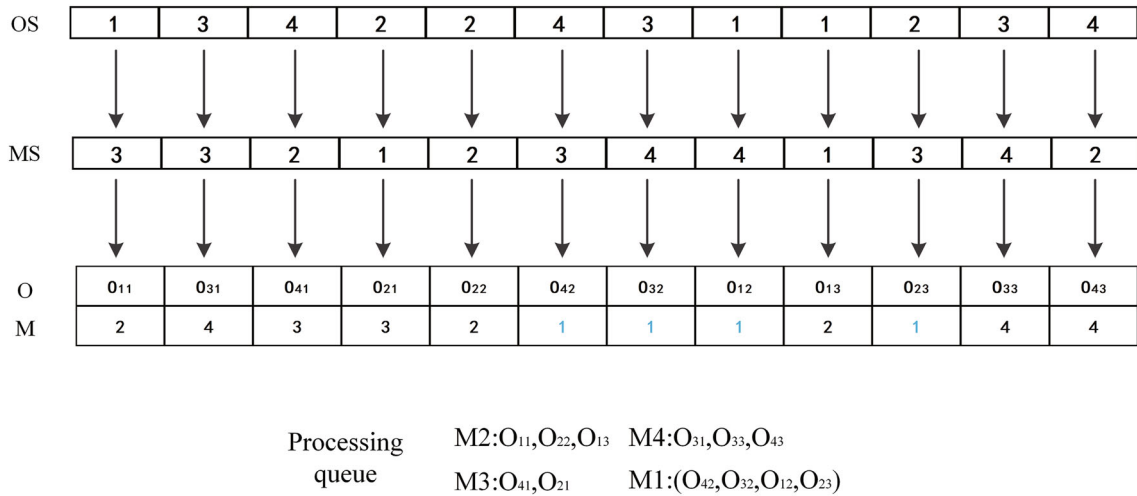 OS 1 3 4 2 2 4 3 1 1 2 3 4
MS 3 3 2 1 2 3 4 4 1 3 4 2
O O11 O31 O41 O21 O22 O42 O32 O12 O13 O23 O33 O43
M 2 4 3 3 2 1 1 1 2 1 4 4
Processing queue
M2:O11,O22,O13 M4:O31,O33,O43
M3:O41,O21 M1:(O42,O32,O12,O23)